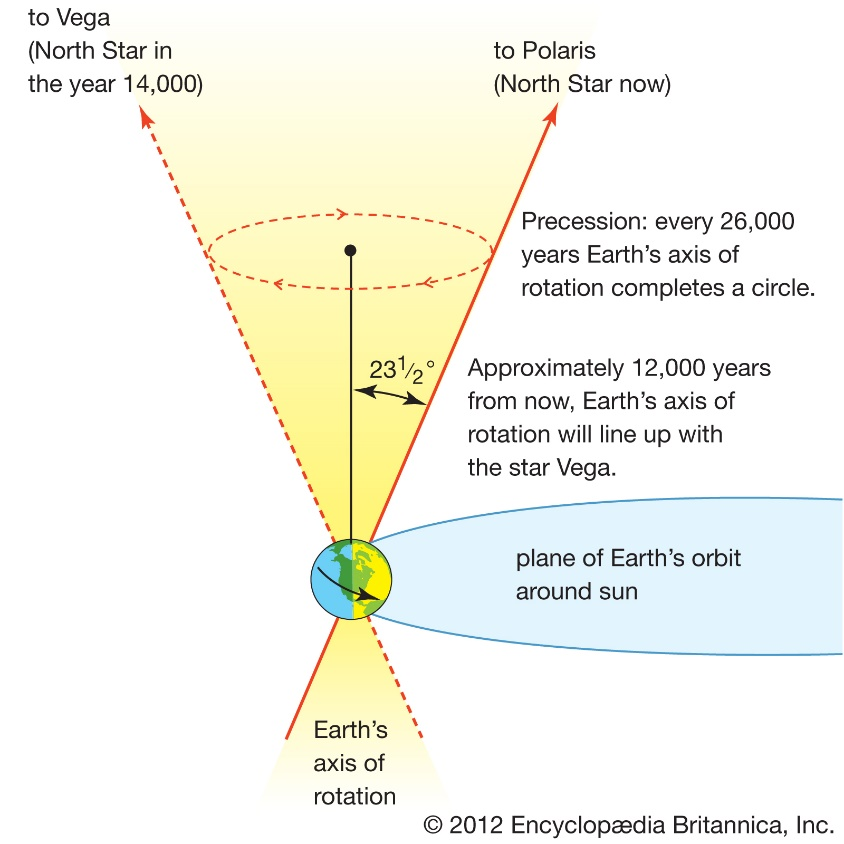 to Vega
(North Star in
the year 14,000)
to Polaris
(North Star now)
Precession: every 26,000
years Earth's axis of
rotation completes a circle.
23½°
Approximately 12,000 years
from now, Earth's axis of
rotation will line up with
the star Vega.
plane of Earth's orbit
around sun
Earth's
axis of
rotation
© 2012 Encyclopædia Britannica, Inc.